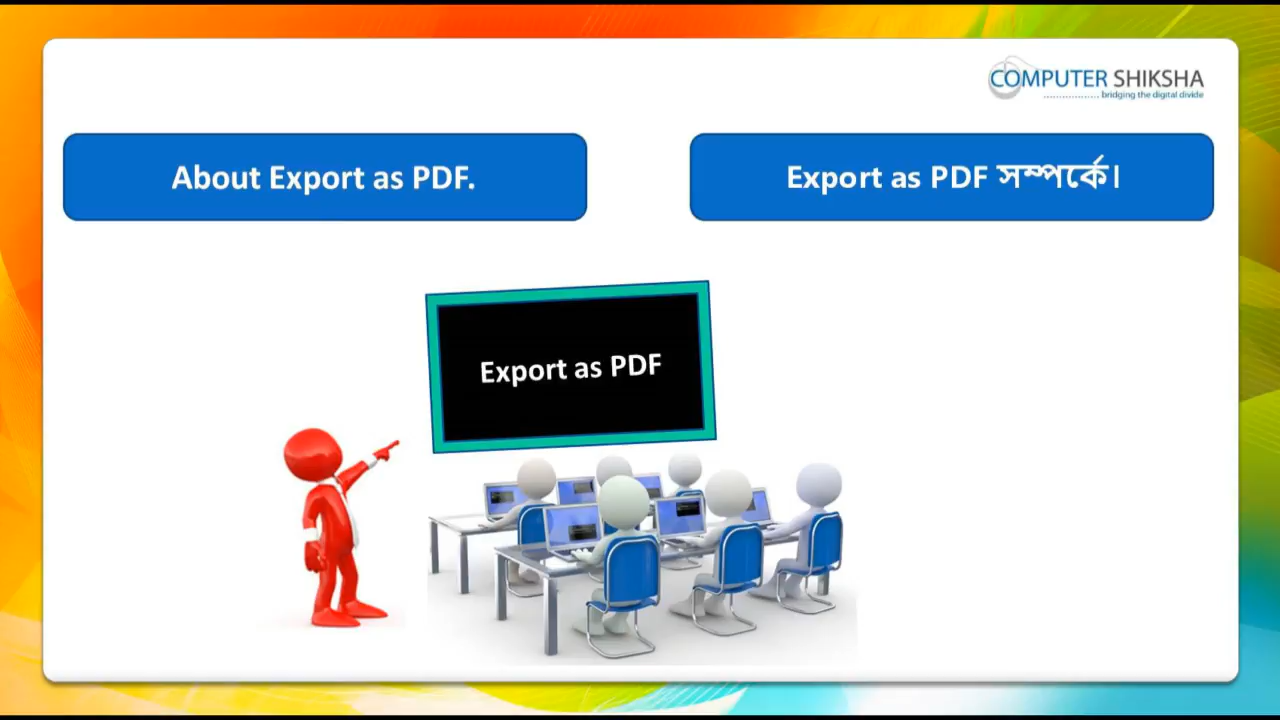 COMPUTER SHIKSHA
bridging the digital divide
About Export as PDF.
Export as PDF সম্পর্কে।
Export as PDF